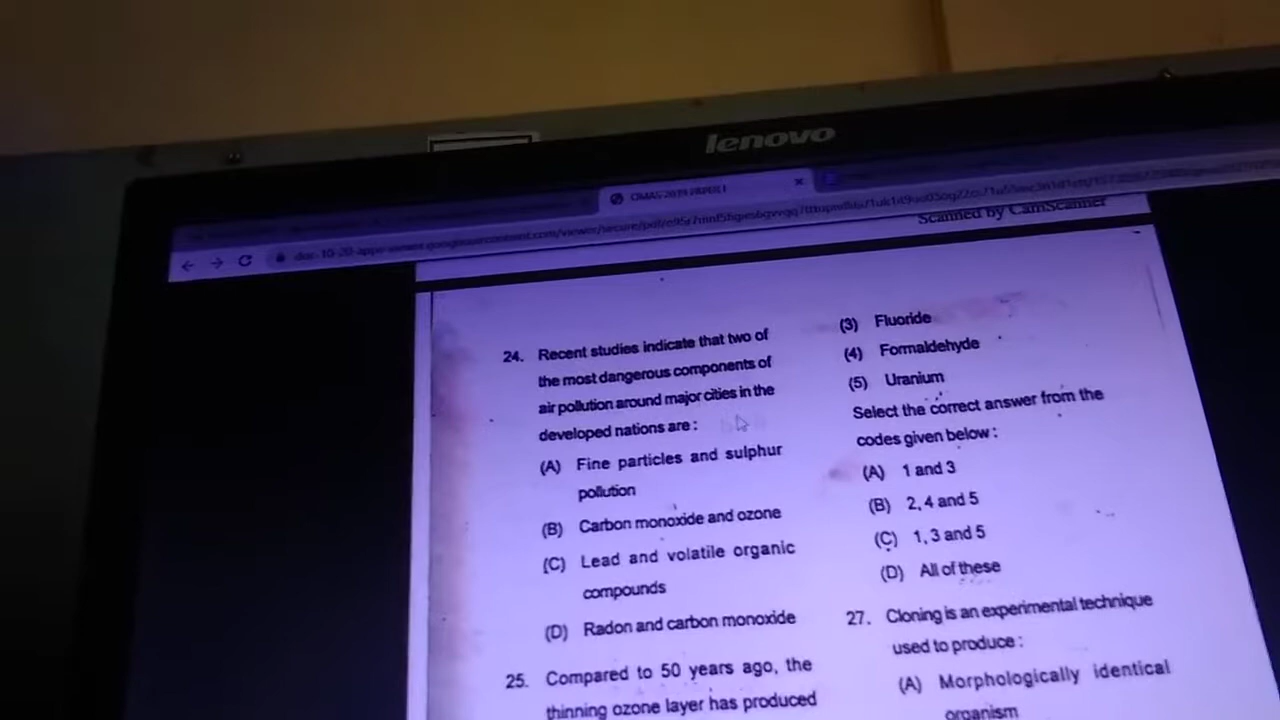 lenovo
Scanned by CamScanner
24. Recent studies indicate that two of
the most dangerous components of
air pollution around major cities in the
developed nations are :
(A) Fine particles and sulphur
pollution
(B) Carbon monoxide and ozone
(C) Lead and volatile organic
compounds
(D) Radon and carbon monoxide
25. Compared to 50 years ago, the
thinning ozone layer has produced
(3) Fluoride
(4) Formaldehyde
(5) Uranium
Select the correct answer from the
codes given below :
(A) 1 and 3
(B) 2, 4 and 5
(C) 1, 3 and 5
(D) All of these
27. Cloning is an experimental technique
used to produce :
(A) Morphologically identical
organism